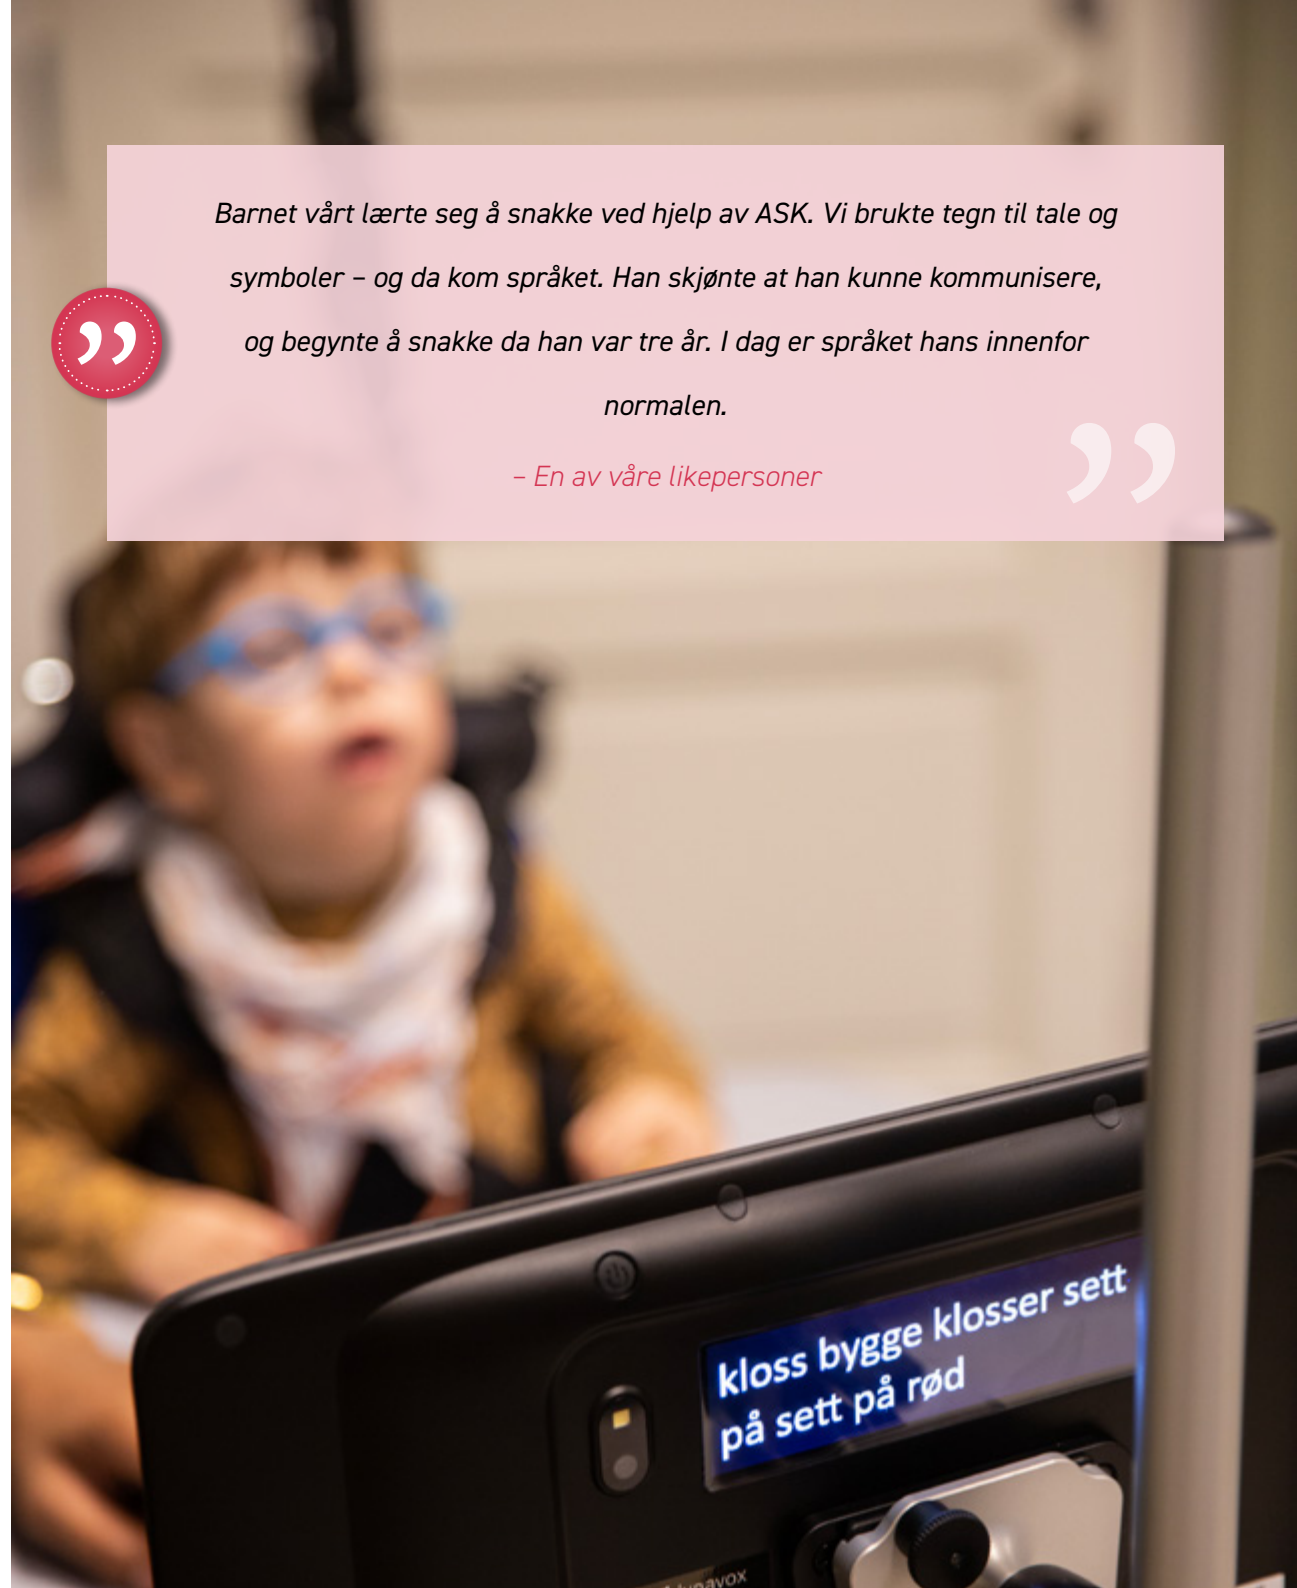 Barnet vårt lærte seg å snakke ved hjelp av ASK. Vi brukte tegn til tale og
symboler – og da kom språket. Han skjønte at han kunne kommunisere,
og begynte å snakke da han var tre år. I dag er språket hans innenfor
normalen.
– En av våre likepersoner
kloss bygge klosser sett
på sett på rød